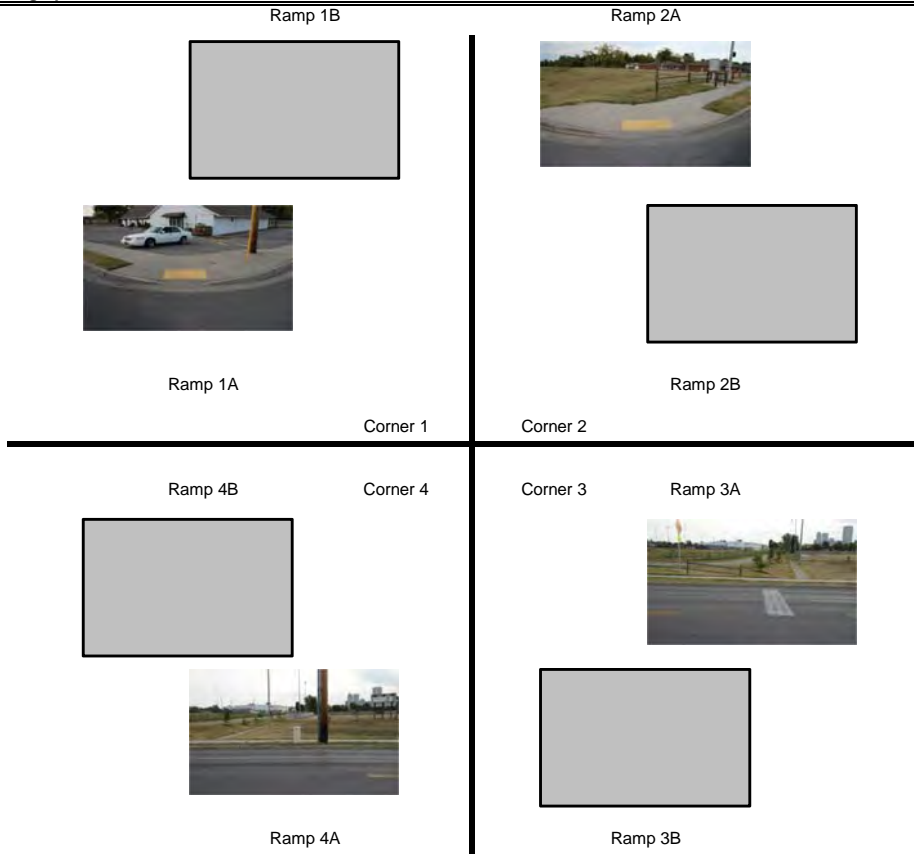 Ramp 1B
Ramp 2A
Ramp 1A
Ramp 2B
Corner 1
Corner 2
Ramp 4B
Corner 4
Corner 3
Ramp 3A
Ramp 4A
Ramp 3B